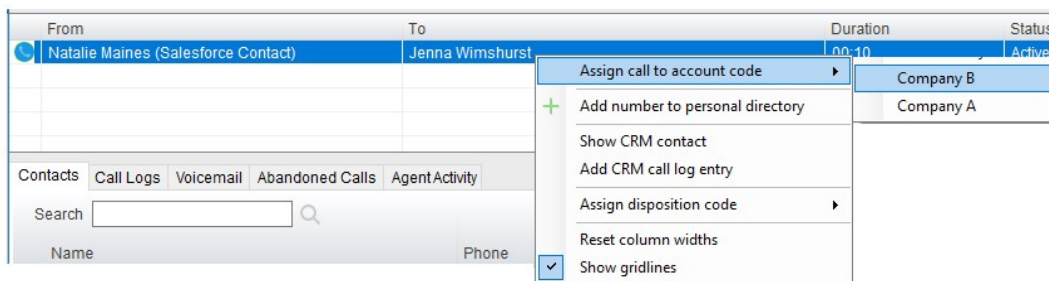 From To Duration Status
Natalie Maines (Salesforce Contact) Jenna Wimshurst 00:10 Active
Assign call to account code
Company B
Add number to personal directory
Company A
Show CRM contact
Add CRM call log entry
Contacts Call Logs Voicemail Abandoned Calls Agent Activity
Search
Assign disposition code
Reset column widths
Name Phone
Show gridlines